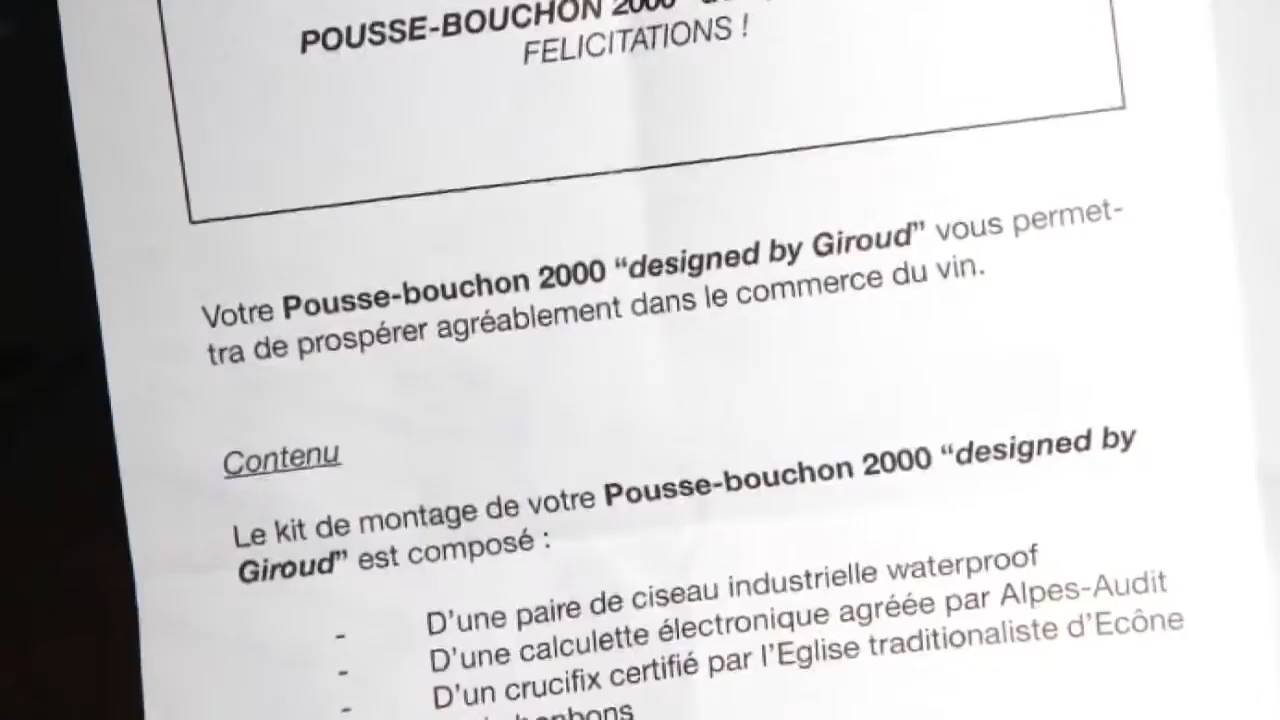 POUSSE-BOUCHON 2000
FELICITATIONS !
Votre Pousse-bouchon 2000 “designed by Giroud” vous permet-
tra de prospérer agréablement dans le commerce du vin.
Contenu
Le kit de montage de votre Pousse-bouchon 2000 “designed by
Giroud” est composé :
- D’une paire de ciseau industrielle waterproof
- D’une calculette électronique agréée par Alpes-Audit
- D’un crucifix certifié par l’Eglise traditionaliste d’Ecône
bonbons